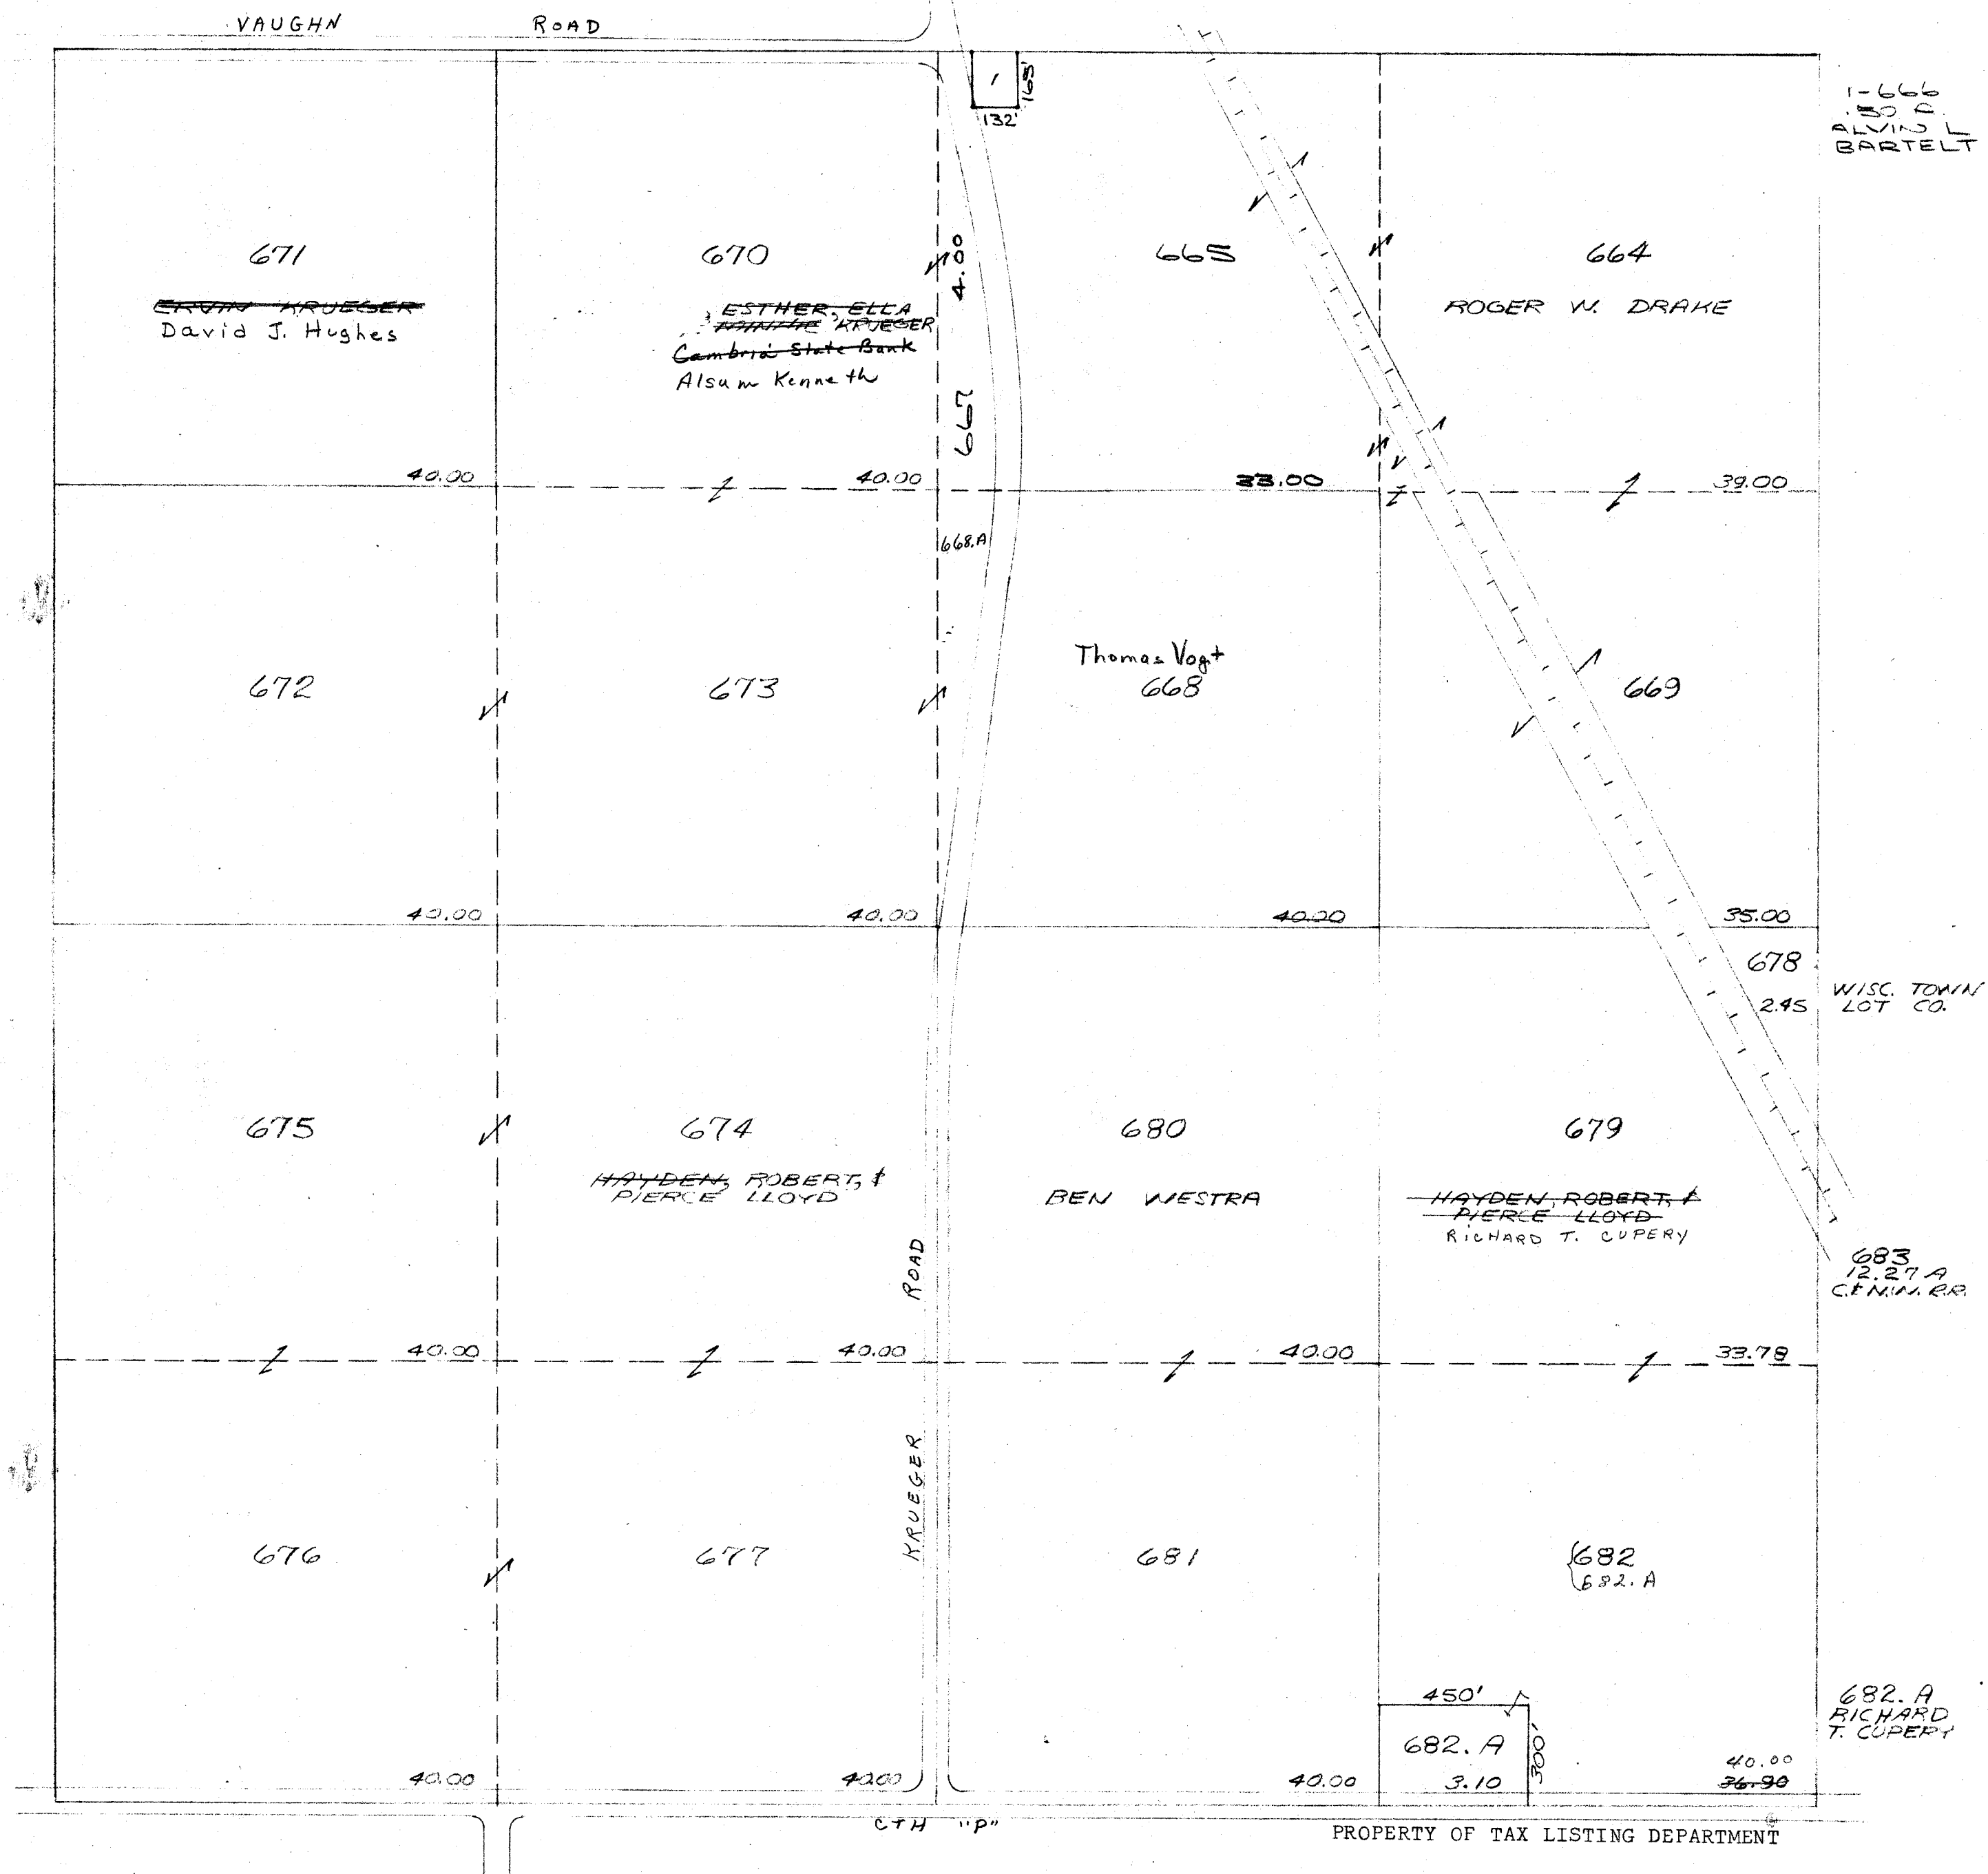 VAUGHN ROAD
1
165'
132'
1-666
ALVIN L
BARTELT
671
ERVIN KRUEGER
David J. Hughes
40.00
670
ESTHER, ELLA
KRUEGER
Cambria State Bank
Alsum Kenneth
40.00
4.00
667
665
33.00
664
ROGER W. DRAKE
39.00
668.A
672
40.00
673
40.00
Thomas Vogt
668
40.00
669
35.00
678
2.45
WISC. TOWN
LOT CO.
675
40.00
674
HAYDEN, ROBERT, &
PIERCE LLOYD
40.00
ROAD
680
BEN WESTRA
40.00
679
HAYDEN, ROBERT, &
PIERCE LLOYD
RICHARD T. CUPERY
33.78
683
12.27 A
C.& N.W. R.R.
676
40.00
677
40.00
KRUEGER
681
40.00
682
682. A
450'
682. A
300'
3.10
40.00
36.90
682. A
RICHARD
T. CUPERY
CTH "P"
PROPERTY OF TAX LISTING DEPARTMENT